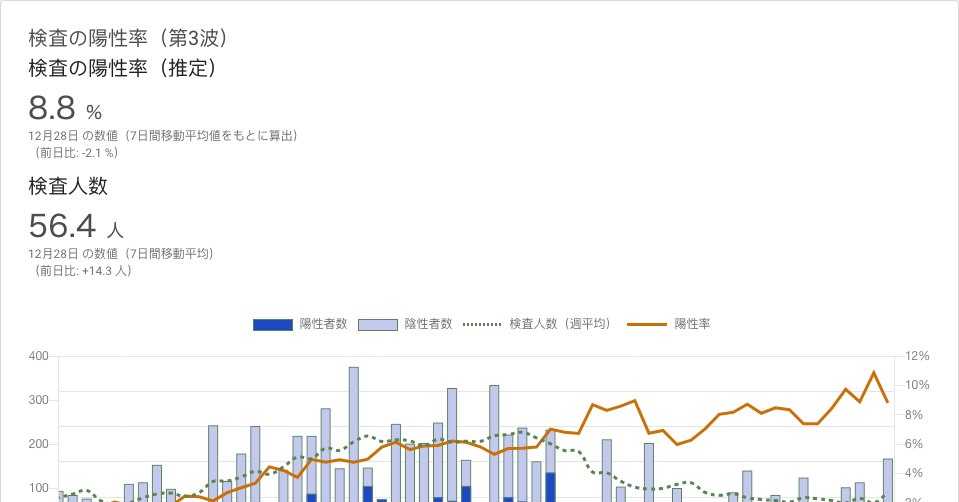 検査の陽性率（第3波）
検査の陽性率（推定）
8.8 %
12月28日 の数値（7日間移動平均値をもとに算出）
（前日比: -2.1 %）
検査人数
56.4 人
12月28日 の数値（7日間移動平均）
（前日比: +14.3 人）
陽性者数 陰性者数 検査人数（週平均） 陽性率
400 12%
10%
300
8%
200 6%
4%
100